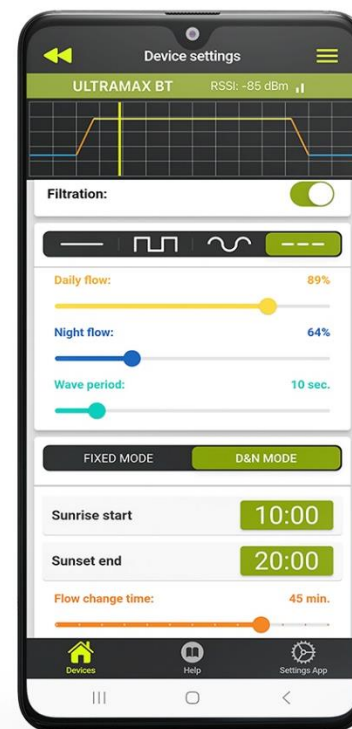 Device settings
ULTRAMAX BT RSSI: -85 dBm
Filtration:
Daily flow: 89%
Night flow: 64%
Wave period: 10 sec.
FIXED MODE D&N MODE
Sunrise start 10:00
Sunset end 20:00
Flow change time: 45 min.
Devices Help Settings App